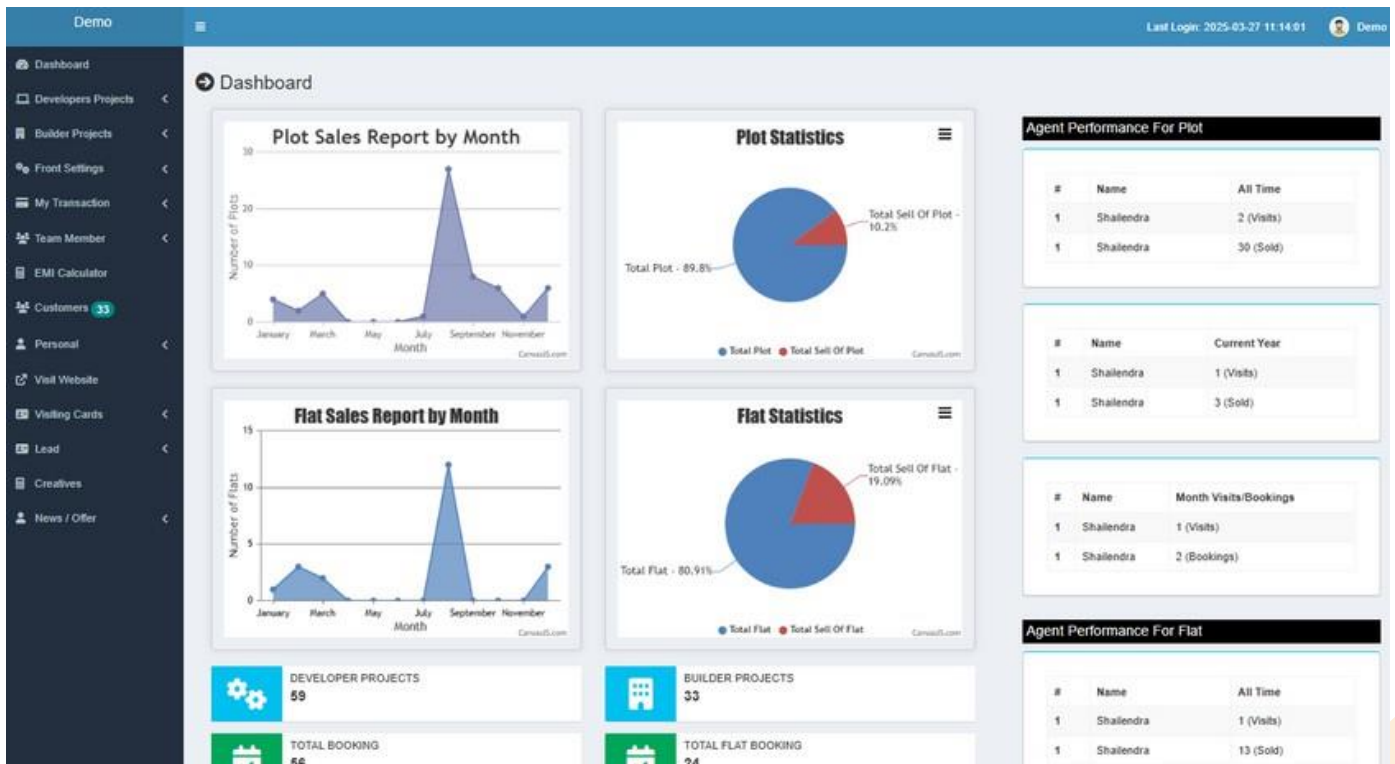 Demo
Last Login: 2025-03-27 11:14:01
Demo
Dashboard
Developers Projects
Builder Projects
Front Settings
My Transaction
Team Member
EMI Calculator
Customers 33
Personal
Visit Website
Visiting Cards
Lead
Creatives
News / Offer
Dashboard
Plot Sales Report by Month
30
20
10
0
Number of Plots
January March May July September November
Month
CanvasJS.com
Plot Statistics
Total Sell Of Plot -
10.2%
Total Plot - 89.8%
Total Plot Total Sell Of Plot
CanvasJS.com
Flat Sales Report by Month
15
10
5
0
Number of Flats
January March May July September November
Month
CanvasJS.com
Flat Statistics
Total Sell Of Flat -
19.09%
Total Flat - 80.91%
Total Flat Total Sell Of Flat
CanvasJS.com
DEVELOPER PROJECTS
59
BUILDER PROJECTS
33
TOTAL BOOKING
56
TOTAL FLAT BOOKING
24
Agent Performance For Plot
# Name All Time
1 Shailendra 2 (Visits)
1 Shailendra 30 (Sold)
# Name Current Year
1 Shailendra 1 (Visits)
1 Shailendra 3 (Sold)
# Name Month Visits/Bookings
1 Shailendra 1 (Visits)
1 Shailendra 2 (Bookings)
Agent Performance For Flat
# Name All Time
1 Shailendra 1 (Visits)
1 Shailendra 13 (Sold)